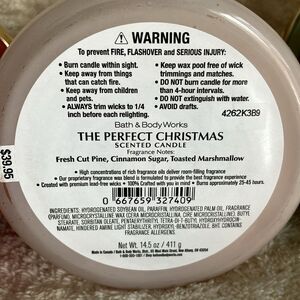 WARNING
To prevent FIRE, FLASHOVER and SERIOUS INJURY:
• Burn candle within sight.
• Keep away from things that can catch fire.
• Keep away from children and pets.
• ALWAYS trim wicks to 1/4 inch before each relighting.
• Keep wax pool free of wick trimmings and matches.
• DO NOT burn candle for more than 4-hour intervals.
• DO NOT extinguish with water.
• AVOID drafts.
4262K3B9
$39.95
Bath & Body Works
THE PERFECT CHRISTMAS
SCENTED CANDLE
Fragrance Notes:
Fresh Cut Pine, Cinnamon Sugar, Toasted Marshmallow
• High concentrations of rich fragrance oils deliver room-filling fragrance
• Our proprietary fragrance wax blend is formulated to provide the best fragrance experience
• Created with premium lead-free wicks • 100% Crafted with you in mind • Burns approximately 25-45 hours.
0 667659 327409
Net Wt. 14.5 oz / 411 g